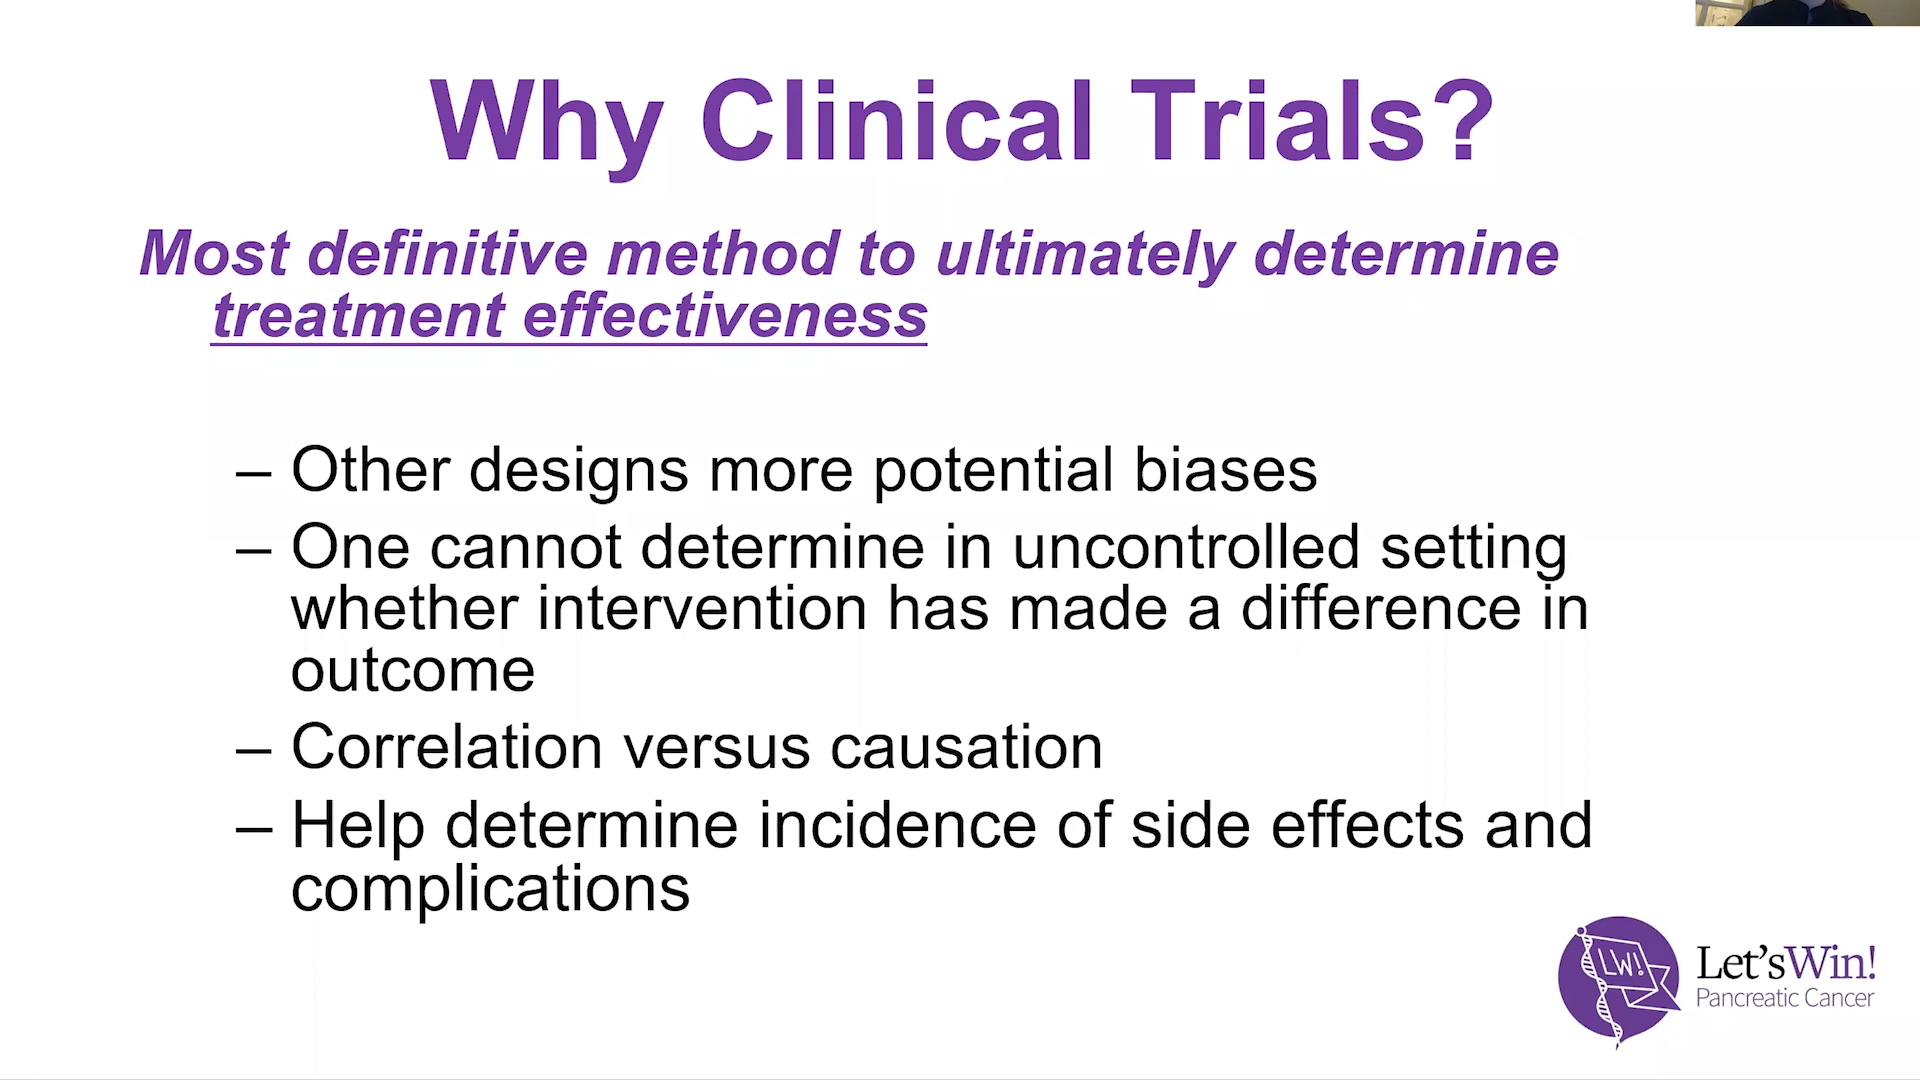 Why Clinical Trials?
Most definitive method to ultimately determine
treatment effectiveness
– Other designs more potential biases
– One cannot determine in uncontrolled setting
whether intervention has made a difference in
outcome
– Correlation versus causation
– Help determine incidence of side effects and
complications
LW!
Let'sWin!
Pancreatic Cancer